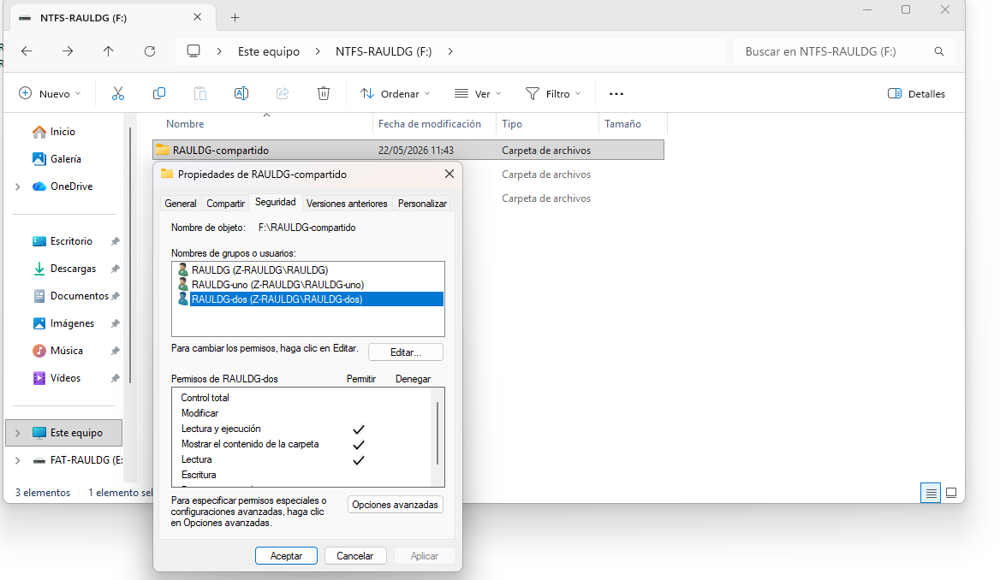 NTFS-RAULDG (F:)
Este equipo > NTFS-RAULDG (F:) >
Buscar en NTFS-RAULDG (F:)
Nuevo
Ordenar
Ver
Filtro
Detalles
Nombre
Fecha de modificación
Tipo
Tamaño
Inicio
Galería
OneDrive
Escritorio
Descargas
Documentos
Imágenes
Música
Vídeos
Este equipo
FAT-RAULDG (E:
3 elementos
1 elemento sel
RAULDG-compartido
22/05/2026 11:43
Carpeta de archivos
Carpeta de archivos
Carpeta de archivos
Propiedades de RAULDG-compartido
General
Compartir
Seguridad
Versiones anteriores
Personalizar
Nombre de objeto: F:\RAULDG-compartido
Nombres de grupos o usuarios:
RAULDG (Z-RAULDG\RAULDG)
RAULDG-uno (Z-RAULDG\RAULDG-uno)
RAULDG-dos (Z-RAULDG\RAULDG-dos)
Para cambiar los permisos, haga clic en Editar.
Editar...
Permisos de RAULDG-dos
Permitir
Denegar
Control total
Modificar
Lectura y ejecución
Mostrar el contenido de la carpeta
Lectura
Escritura
Para especificar permisos especiales o
configuraciones avanzadas, haga clic
en Opciones avanzadas.
Opciones avanzadas
Aceptar
Cancelar
Aplicar